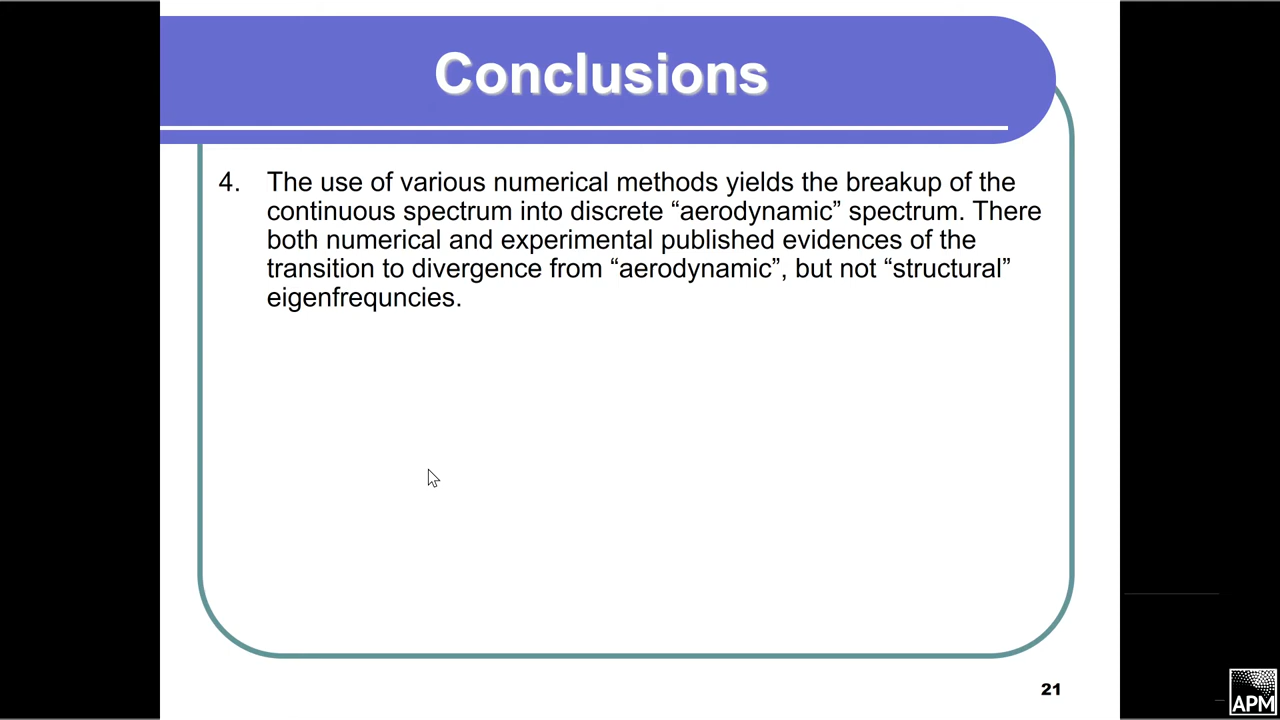 Conclusions
4. The use of various numerical methods yields the breakup of the
continuous spectrum into discrete “aerodynamic” spectrum. There
both numerical and experimental published evidences of the
transition to divergence from “aerodynamic”, but not “structural”
eigenfrequncies.
21
APM